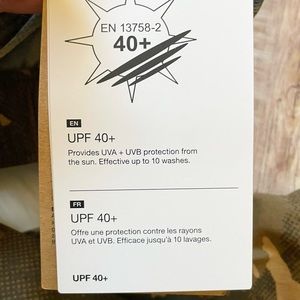 EN 13758-2
40+
EN
UPF 40+
Provides UVA + UVB protection from
the sun. Effective up to 10 washes.
FR
UPF 40+
Offre une protection contre les rayons
UVA et UVB. Efficace jusqu'à 10 lavages.
UPF 40+